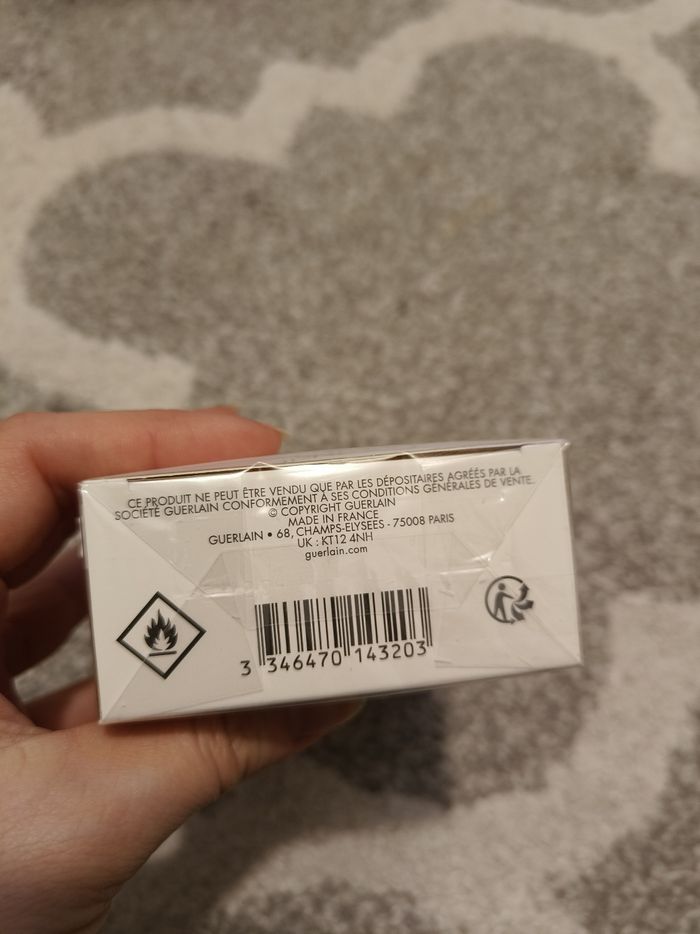 CE PRODUIT NE PEUT ÊTRE VENDU QUE PAR LES DÉPOSITAIRES AGRÉÉS PAR LA
SOCIÉTÉ GUERLAIN CONFORMEMENT À SES CONDITIONS GÉNÉRALES DE VENTE.
© COPYRIGHT GUERLAIN
MADE IN FRANCE
GUERLAIN • 68, CHAMPS-ELYSEES - 75008 PARIS
UK : KT12 4NH
guerlain.com
3 346470 143203